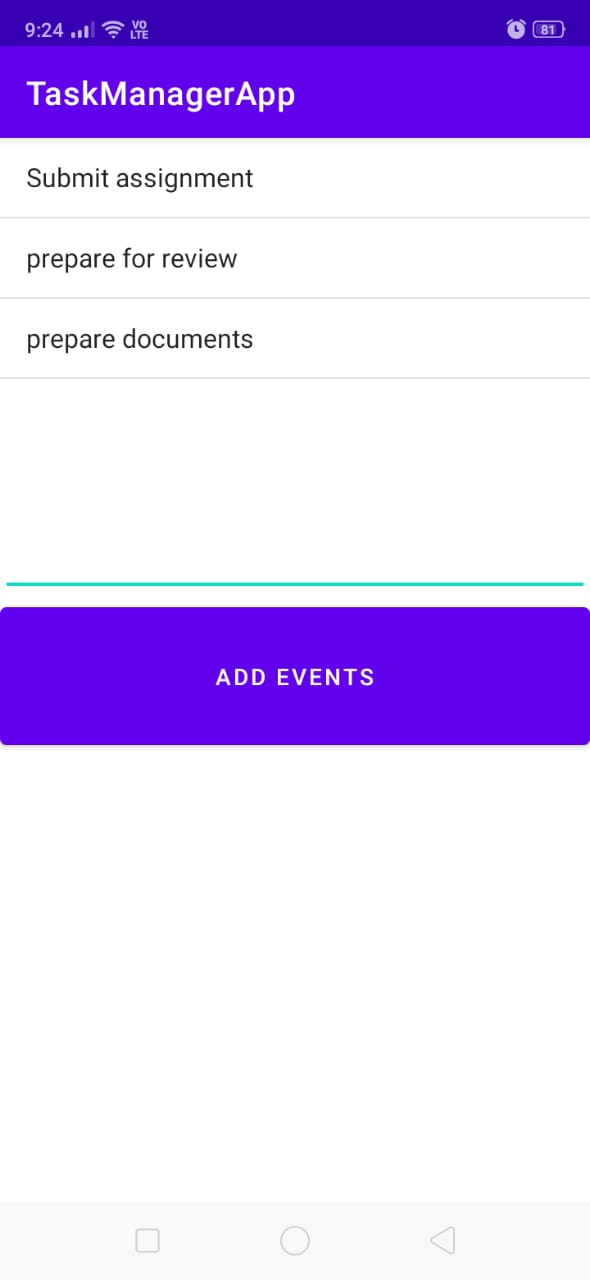 9:24 VO LTE 81
TaskManagerApp
Submit assignment
prepare for review
prepare documents
ADD EVENTS